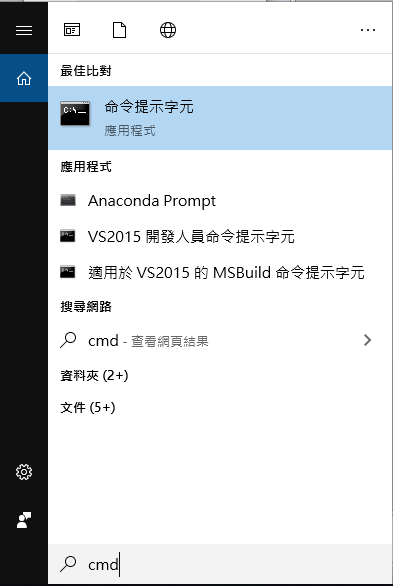 最佳比對
命令提示字元
應用程式
應用程式
Anaconda Prompt
VS2015 開發人員命令提示字元
適用於 VS2015 的 MSBuild 命令提示字元
搜尋網路
cmd - 查看網頁結果
資料夾 (2+)
文件 (5+)
cmd